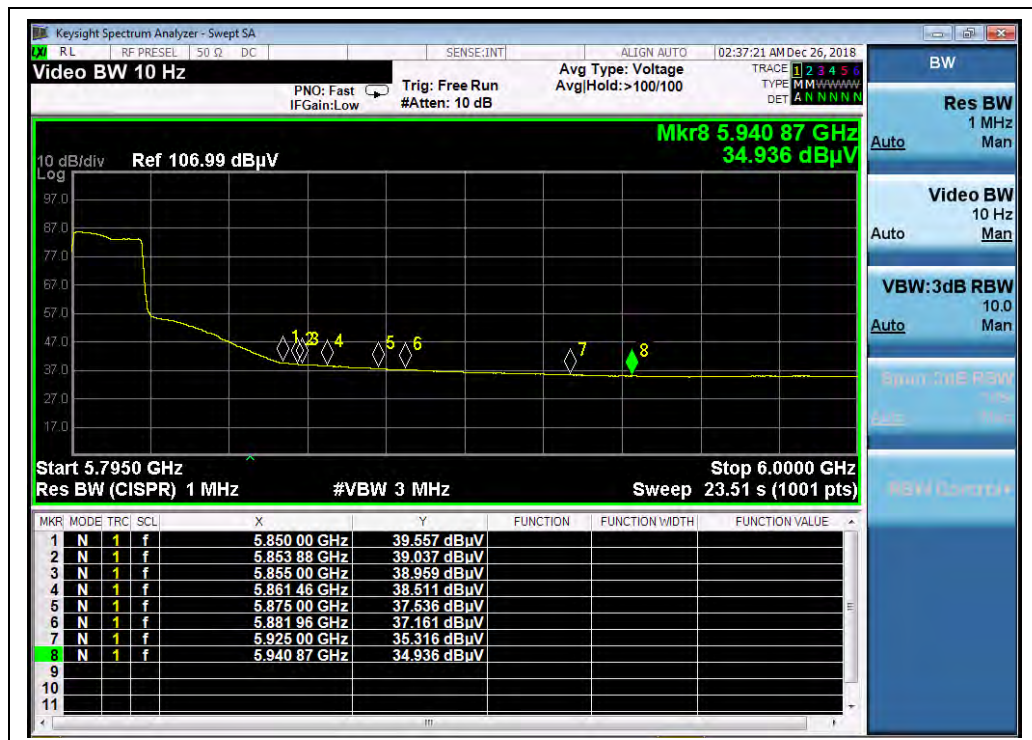 Keysight Spectrum Analyzer - Swept SA
LXI RL RF PRESEL 50 Ω DC SENSE:INT ALIGN AUTO 02:37:21 AM Dec 26, 2018
Video BW 10 Hz
PNO: Fast
IFGain:Low
Trig: Free Run
#Atten: 10 dB
Avg Type: Voltage
Avg|Hold:>100/100
TRACE 1 2 3 4 5 6
TYPE M M W W W W
DET A N N N N N
Mkr8 5.940 87 GHz
34.936 dBµV
10 dB/div Ref 106.99 dBµV
Log
97.0
87.0
77.0
67.0
57.0
47.0
37.0
27.0
17.0
1 2 3 4 5 6 7 8
Start 5.7950 GHz Stop 6.0000 GHz
Res BW (CISPR) 1 MHz #VBW 3 MHz Sweep 23.51 s (1001 pts)
MKR MODE TRC SCL X Y FUNCTION FUNCTION WIDTH FUNCTION VALUE
1 N 1 f 5.850 00 GHz 39.557 dBµV
2 N 1 f 5.853 88 GHz 39.037 dBµV
3 N 1 f 5.855 00 GHz 38.959 dBµV
4 N 1 f 5.861 46 GHz 38.511 dBµV
5 N 1 f 5.875 00 GHz 37.536 dBµV
6 N 1 f 5.881 96 GHz 37.161 dBµV
7 N 1 f 5.925 00 GHz 35.316 dBµV
8 N 1 f 5.940 87 GHz 34.936 dBµV
9
10
11
BW
Res BW
1 MHz
Auto Man
Video BW
10 Hz
Auto Man
VBW:3dB RBW
10.0
Auto Man